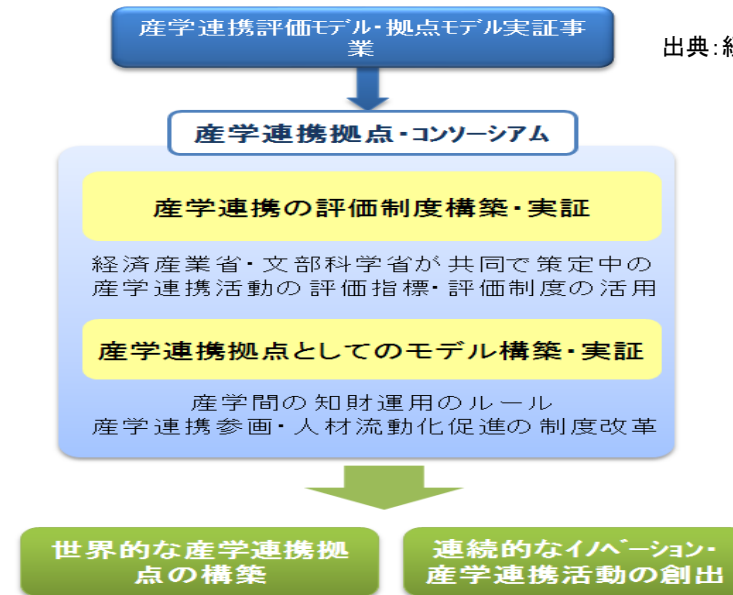 産学連携評価ﾓﾃﾞﾙ・拠点ﾓﾃﾞﾙ実証事
業
出典:経
産学連携拠点・ｺﾝｿｰｼｱﾑ
産学連携の評価制度構築・実証
経済産業省・文部科学省が共同で策定中の
産学連携活動の評価指標・評価制度の活用
産学連携拠点としてのモデル構築・実証
産学間の知財運用のルール
産学連携参画・人材流動化促進の制度改革
世界的な産学連携拠
点の構築
連続的なｲﾉﾍﾞｰｼｮﾝ・
産学連携活動の創出